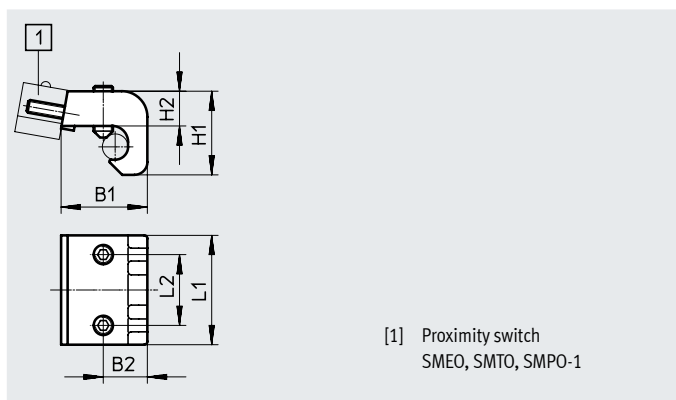 1
H2
H1
B1
L2
L1
B2
[1] Proximity switch
SMEO, SMTO, SMPO-1